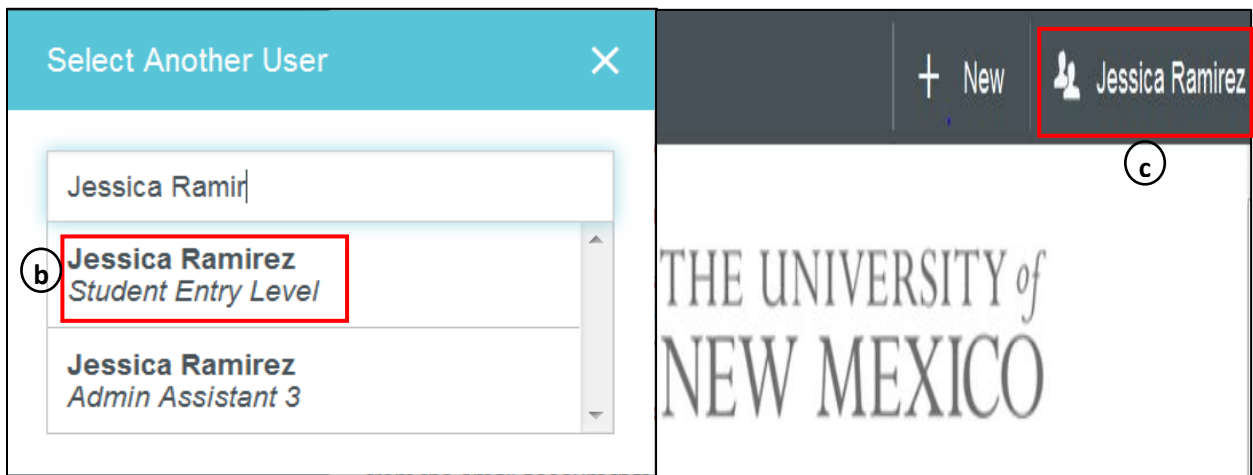 Select Another User
Jessica Ramir
b
Jessica Ramirez
Student Entry Level
Jessica Ramirez
Admin Assistant 3
+ New
Jessica Ramirez
c
THE UNIVERSITY of
NEW MEXICO